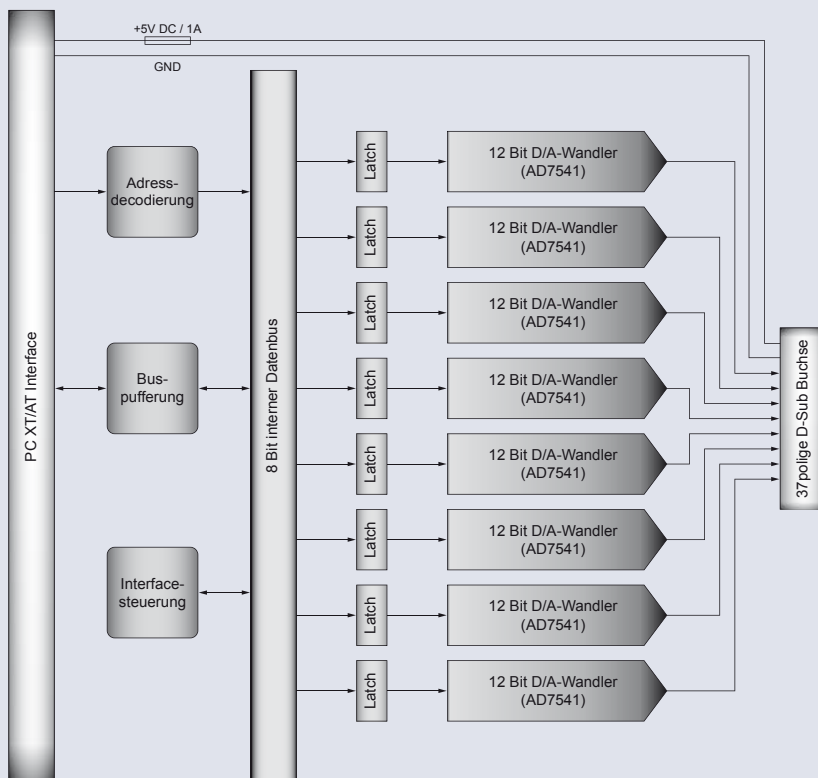 +5V DC / 1A
GND
PC XT/AT Interface
Adress-
decodierung
Bus-
pufferung
Interface-
steuerung
8 Bit interner Datenbus
Latch
12 Bit D/A-Wandler
(AD7541)
Latch
12 Bit D/A-Wandler
(AD7541)
Latch
12 Bit D/A-Wandler
(AD7541)
Latch
12 Bit D/A-Wandler
(AD7541)
Latch
12 Bit D/A-Wandler
(AD7541)
Latch
12 Bit D/A-Wandler
(AD7541)
Latch
12 Bit D/A-Wandler
(AD7541)
Latch
12 Bit D/A-Wandler
(AD7541)
37polige D-Sub Buchse